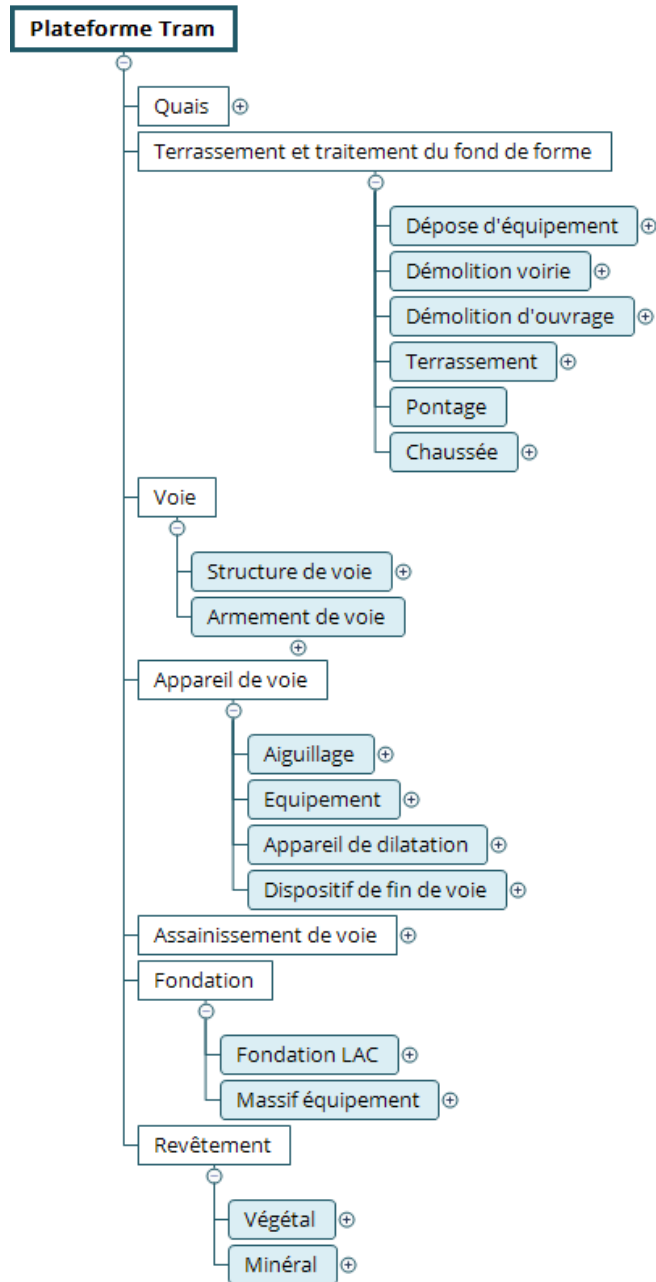 Plateforme Tram
Quais
Terrassement et traitement du fond de forme
Dépose d'équipement
Démolition voirie
Démolition d'ouvrage
Terrassement
Pontage
Chaussée
Voie
Structure de voie
Armement de voie
Appareil de voie
Aiguillage
Equipement
Appareil de dilatation
Dispositif de fin de voie
Assainissement de voie
Fondation
Fondation LAC
Massif équipement
Revêtement
Végétal
Minéral